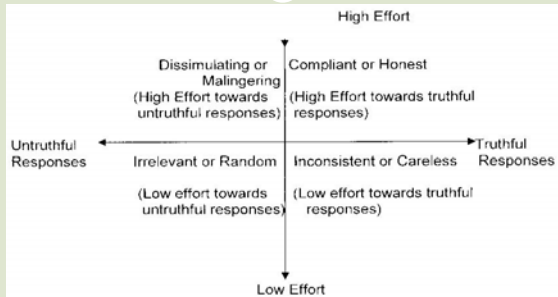 High Effort
Dissimulating or
Malingering
(High Effort towards
untruthful responses)
Compliant or Honest
(High Effort towards truthful
responses)
Untruthful
Responses
Truthful
Responses
Irrelevant or Random
(Low effort towards
untruthful responses)
Inconsistent or Careless
(Low effort towards truthful
responses)
Low Effort